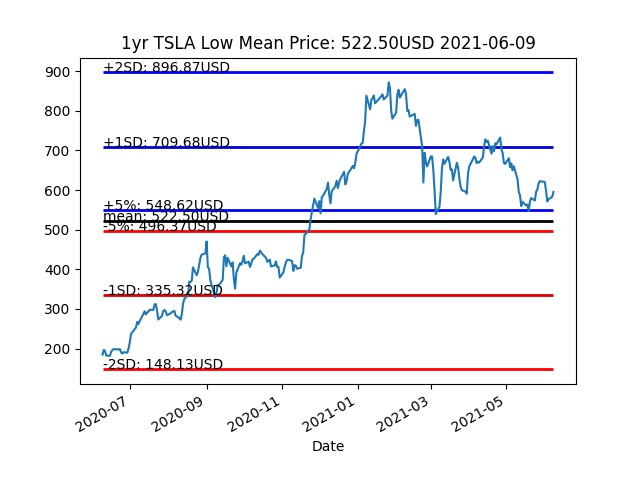 1yr TSLA Low Mean Price: 522.50USD 2021-06-09
900
800
700
600
500
400
300
200
+2SD: 896.87USD
+1SD: 709.68USD
+5%: 548.62USD
mean: 522.50USD
-5%: 496.37USD
-1SD: 335.32USD
-2SD: 148.13USD
2020-07
2020-09
2020-11
2021-01
2021-03
2021-05
Date